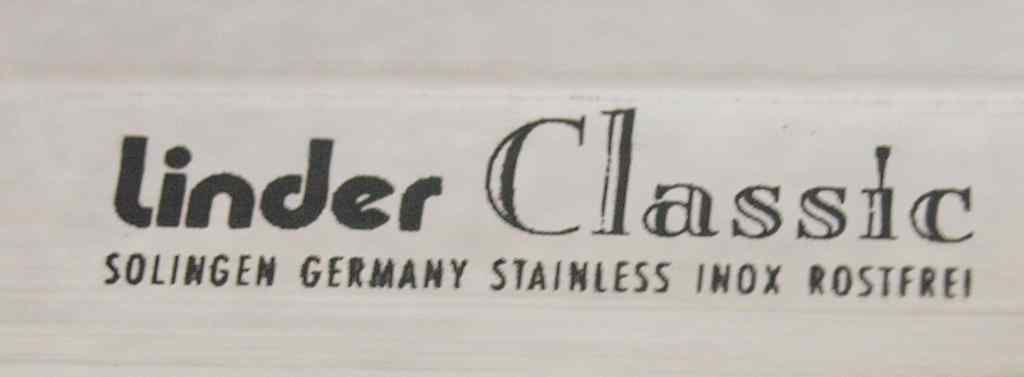 Linder Classic
SOLINGEN GERMANY STAINLESS INOX ROSTFREI